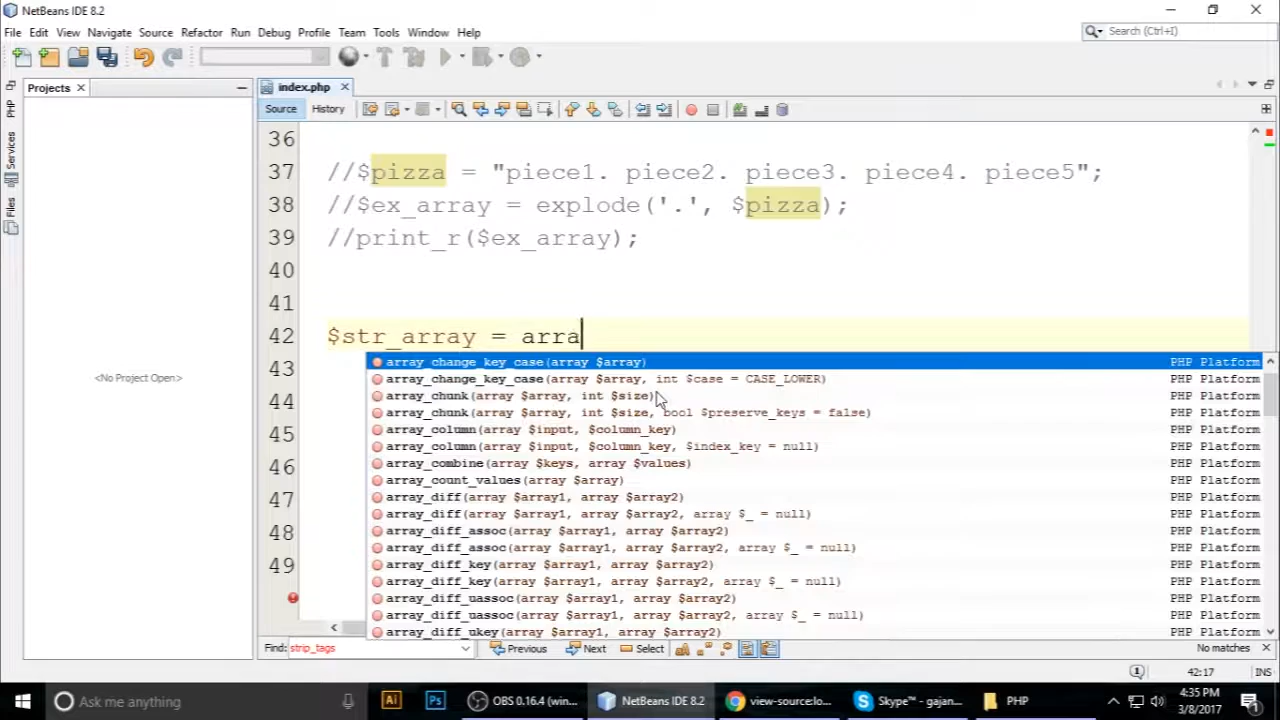 NetBeans IDE 8.2
File Edit View Navigate Source Refactor Run Debug Profile Team Tools Window Help
Search (Ctrl+I)
Projects
index.php
PHP
Services
Files
<No Project Open>
Source History
36
37 //$pizza = "piece1. piece2. piece3. piece4. piece5";
38 //$ex_array = explode('.', $pizza);
39 //print_r($ex_array);
40
41
42 $str_array = arra
43
44
45
46
47
48
49
array_change_key_case(array $array) PHP Platform
array_change_key_case(array $array, int $case = CASE_LOWER) PHP Platform
array_chunk(array $array, int $size) PHP Platform
array_chunk(array $array, int $size, bool $preserve_keys = false) PHP Platform
array_column(array $input, $column_key) PHP Platform
array_column(array $input, $column_key, $index_key = null) PHP Platform
array_combine(array $keys, array $values) PHP Platform
array_count_values(array $array) PHP Platform
array_diff(array $array1, array $array2) PHP Platform
array_diff(array $array1, array $array2, array $_ = null) PHP Platform
array_diff_assoc(array $array1, array $array2) PHP Platform
array_diff_assoc(array $array1, array $array2, array $_ = null) PHP Platform
array_diff_key(array $array1, array $array2) PHP Platform
array_diff_key(array $array1, array $array2, array $_ = null) PHP Platform
array_diff_uassoc(array $array1, array $array2) PHP Platform
array_diff_uassoc(array $array1, array $array2, array $_ = null) PHP Platform
array_diff_ukey(array $array1, array $array2) PHP Platform
Find: strip_tags Previous Next Select No matches
42:17 INS
Ask me anything
Ai
Ps
OBS 0.16.4 (win...
NetBeans IDE 8.2
view-source:lo...
Skype™ - gajan...
PHP
4:35 PM
3/8/2017
1